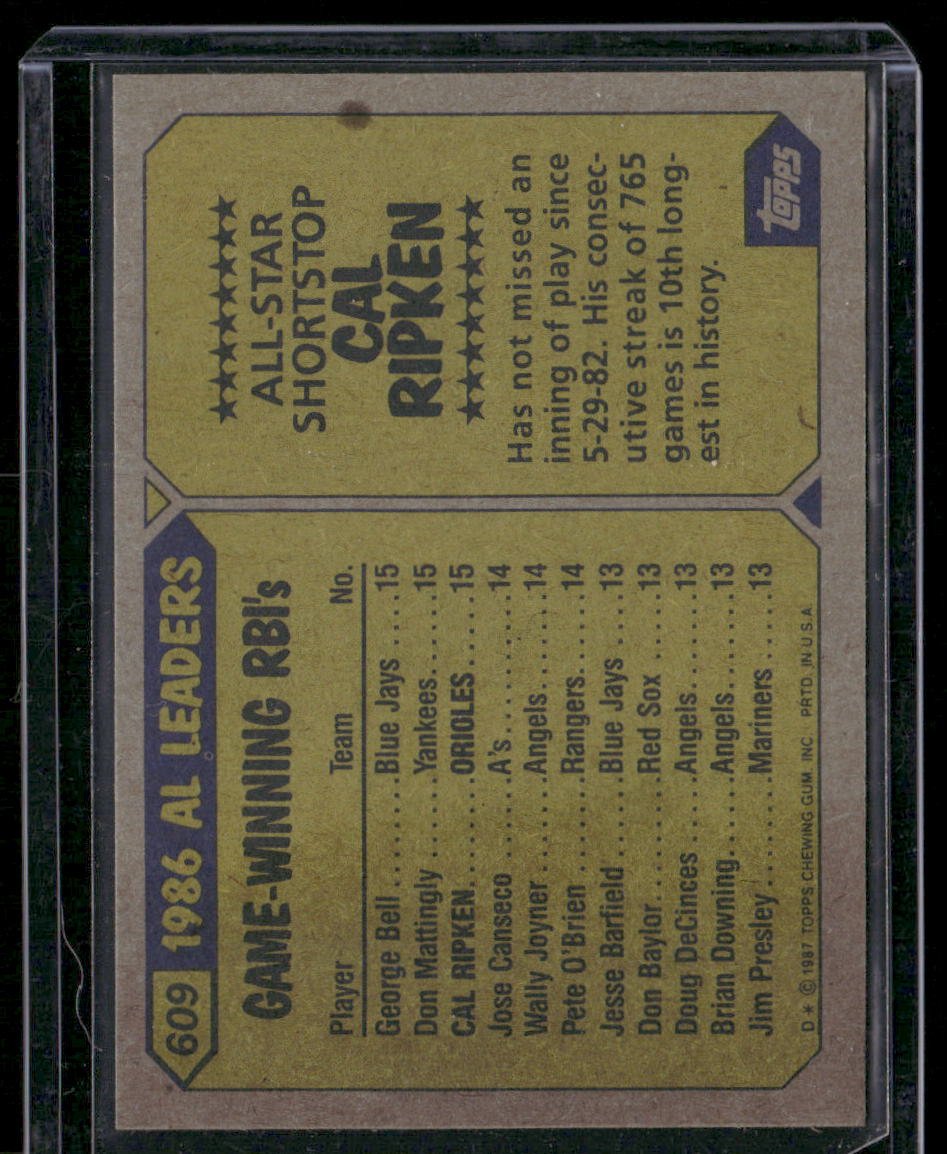 609 1986 AL LEADERS
GAME-WINNING RBI's
Player Team No.
George Bell.......Blue Jays....15
Don Mattingly......Yankees......15
CAL RIPKEN........ORIOLES......15
Jose Canseco......A's..........14
Wally Joyner......Angels.......14
Pete O'Brien......Rangers......14
Jesse Barfield.....Blue Jays....13
Don Baylor........Red Sox......13
Doug DeCinces.....Angels.......13
Brian Downing......Angels.......13
Jim Presley........Mariners.....13
D* © 1987 TOPPS CHEWING GUM, INC. PRTD. IN U.S.A.
★★★★★★★★
ALL-STAR
SHORTSTOP
CAL
RIPKEN
★★★★★★★★
Has not missed an
inning of play since
5-29-82. His consec-
utive streak of 765
games is 10th long-
est in history.
topps